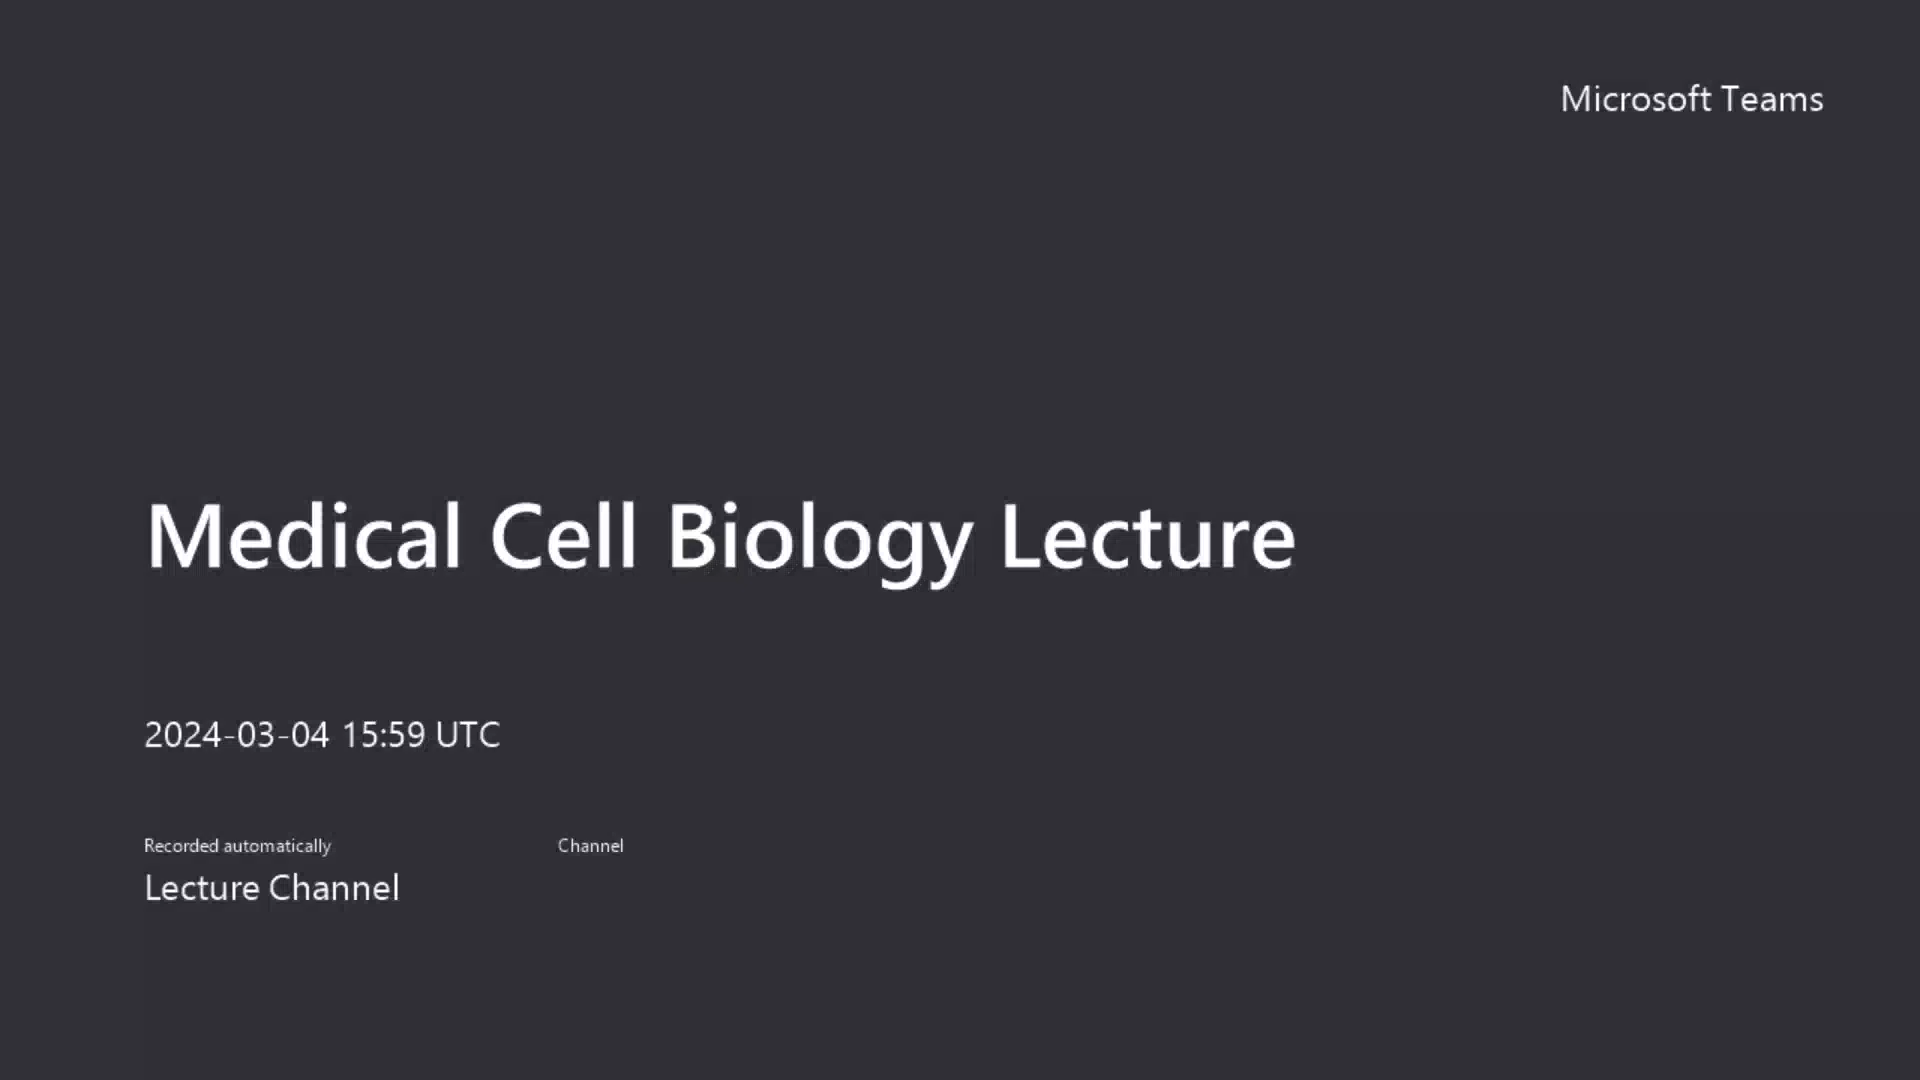 Microsoft Teams
Medical Cell Biology Lecture
2024-03-04 15:59 UTC
Recorded automatically Channel
Lecture Channel